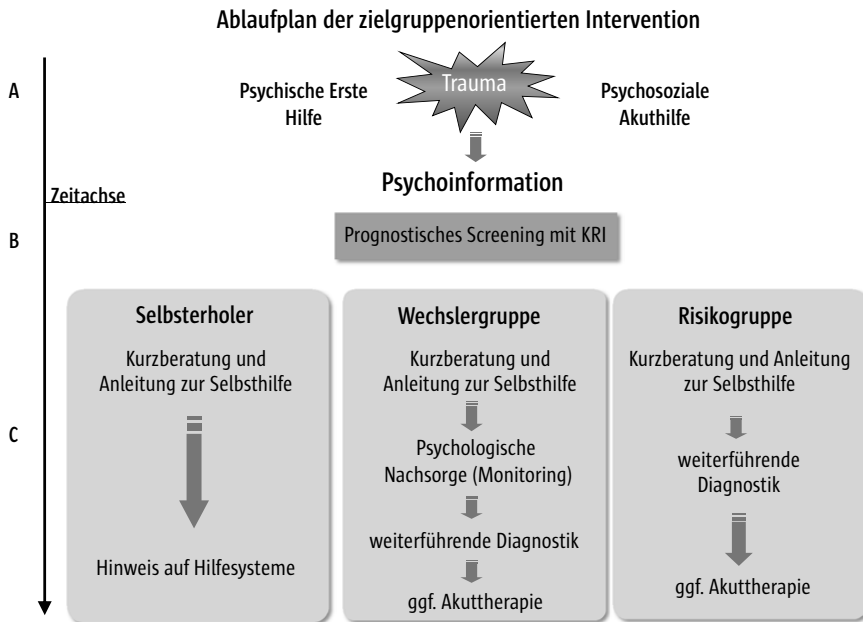 Ablaufplan der zielgruppenorientierten Intervention
A
Psychische Erste
Hilfe
Trauma
Psychosoziale
Akuthilfe
Psychoinformation
Zeitachse
B
Prognostisches Screening mit KRI
C
Selbsterholer
Kurzberatung und
Anleitung zur Selbsthilfe
Hinweis auf Hilfesysteme
Wechslergruppe
Kurzberatung und
Anleitung zur Selbsthilfe
Psychologische
Nachsorge (Monitoring)
weiterführende Diagnostik
ggf. Akuttherapie
Risikogruppe
Kurzberatung und Anleitung
zur Selbsthilfe
weiterführende
Diagnostik
ggf. Akuttherapie